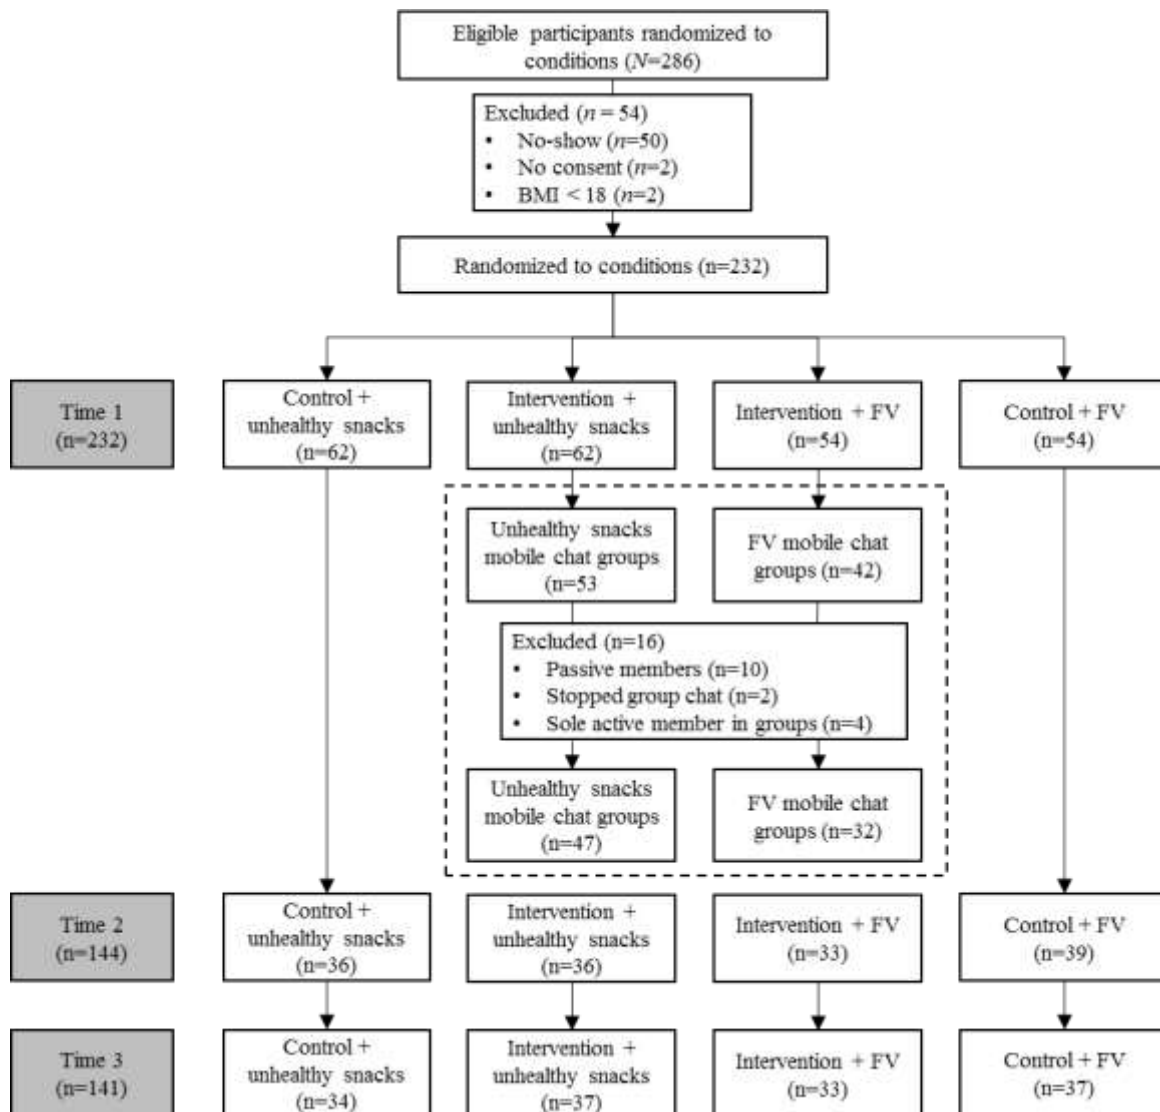 Eligible participants randomized to
conditions (N=286)
Excluded (n = 54)
• No-show (n=50)
• No consent (n=2)
• BMI < 18 (n=2)
Randomized to conditions (n=232)
Time 1
(n=232)
Control +
unhealthy snacks
(n=62)
Intervention +
unhealthy snacks
(n=62)
Intervention + FV
(n=54)
Control + FV
(n=54)
Unhealthy snacks
mobile chat groups
(n=53
FV mobile chat
groups (n=42)
Excluded (n=16)
• Passive members (n=10)
• Stopped group chat (n=2)
• Sole active member in groups (n=4)
Unhealthy snacks
mobile chat groups
(n=47)
FV mobile chat
groups (n=32)
Time 2
(n=144)
Control +
unhealthy snacks
(n=36)
Intervention +
unhealthy snacks
(n=36)
Intervention + FV
(n=33)
Control + FV
(n=39)
Time 3
(n=141)
Control +
unhealthy snacks
(n=34)
Intervention +
unhealthy snacks
(n=37)
Intervention + FV
(n=33)
Control + FV
(n=37)